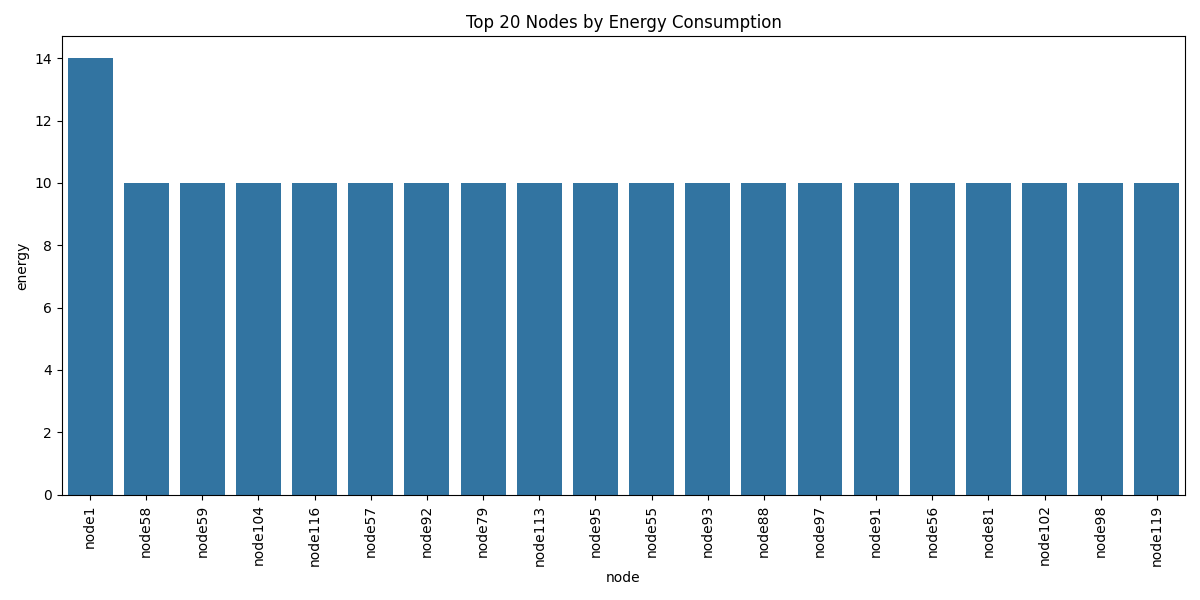 Top 20 Nodes by Energy Consumption
energy
14
12
10
8
6
4
2
0
node1
node58
node59
node104
node116
node57
node92
node79
node113
node95
node55
node93
node88
node97
node91
node56
node81
node102
node98
node119
node